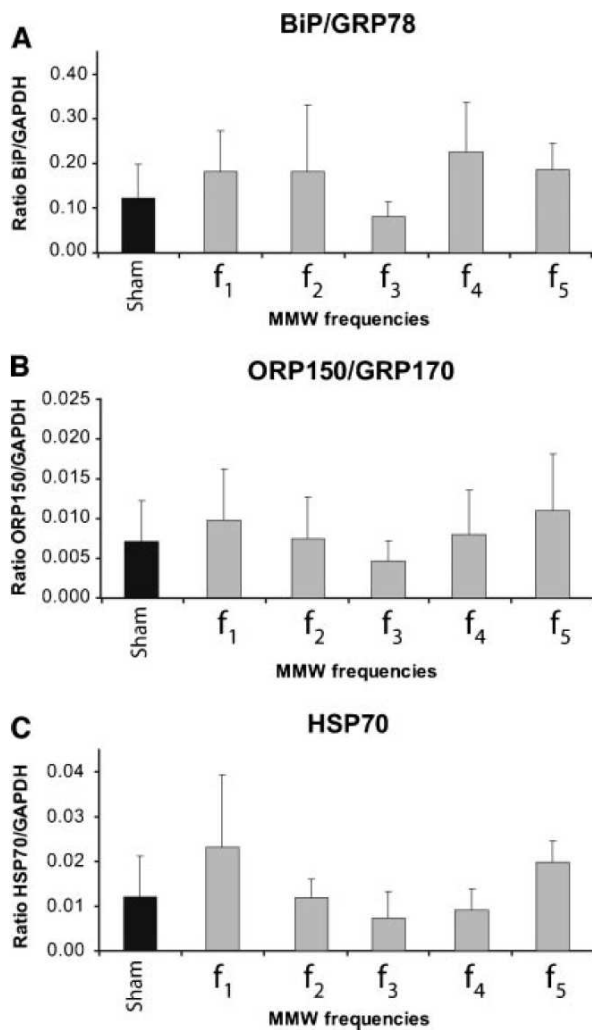 A
BiP/GRP78
Ratio BiP/GAPDH
0.40
0.30
0.20
0.10
0.00
Sham
f1
f2
f3
f4
f5
MMW frequencies
B
ORP150/GRP170
Ratio ORP150/GAPDH
0.025
0.020
0.015
0.010
0.005
0.000
Sham
f1
f2
f3
f4
f5
MMW frequencies
C
HSP70
Ratio HSP70/GAPDH
0.04
0.03
0.02
0.01
0.00
Sham
f1
f2
f3
f4
f5
MMW frequencies